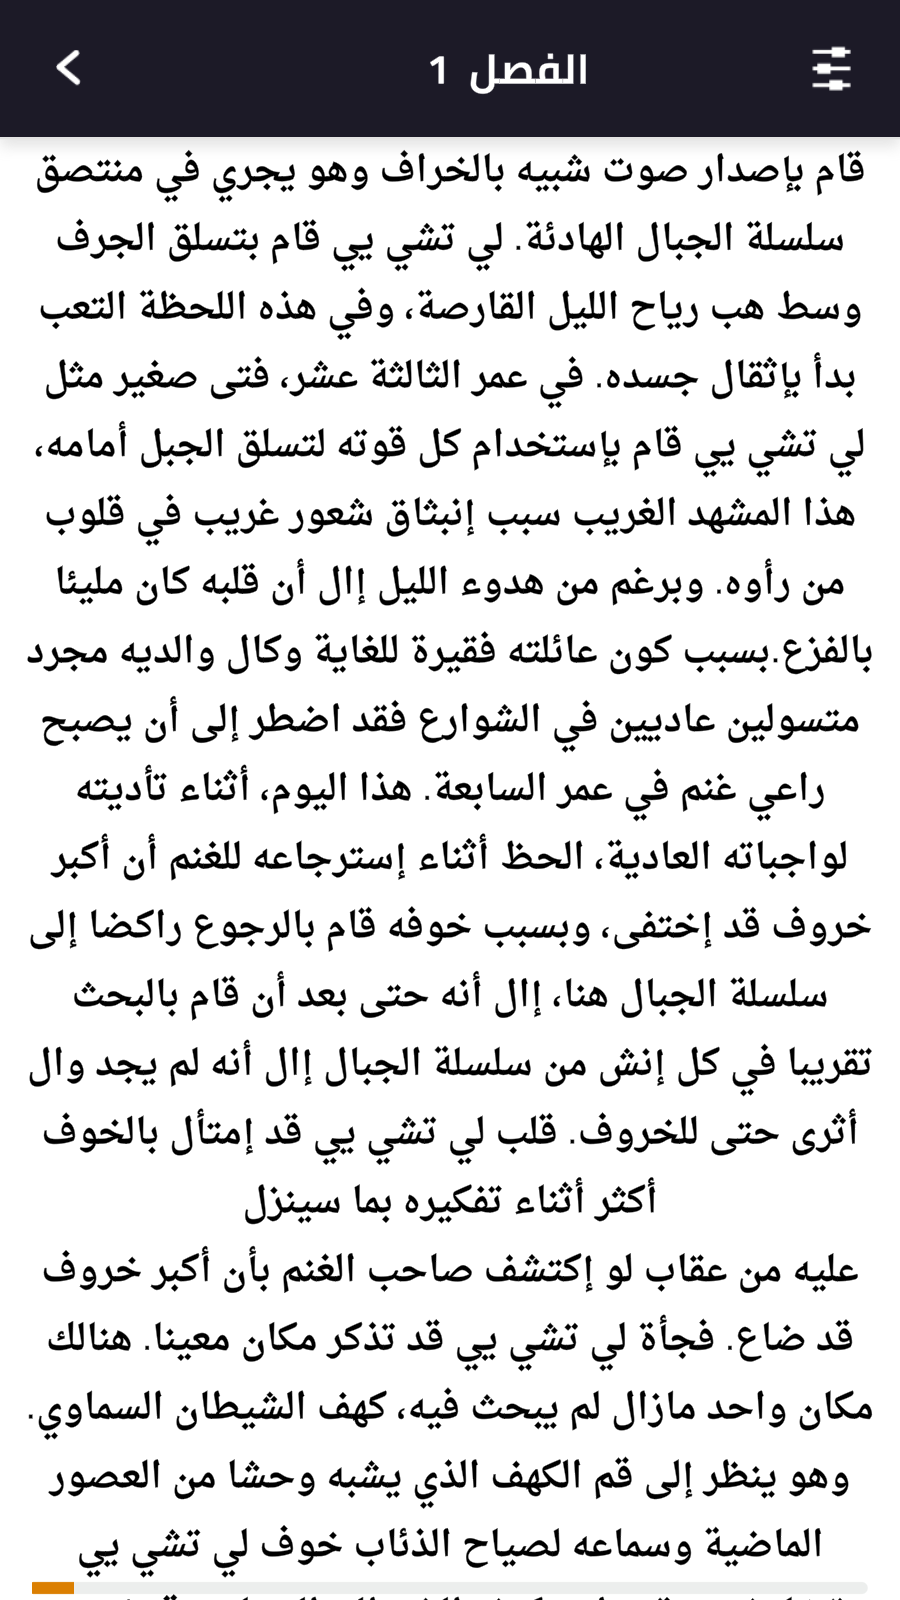 الفصل 1
قام بإصدار صوت شبيه بالخراف وهو يجري في منتصق
سلسلة الجبال الهادئة. لي تشي يي قام بتسلق الجرف
وسط هب رياح الليل القارصة، وفي هذه اللحظة التعب
بدأ بإثقال جسده. في عمر الثالثة عشر، فتى صغير مثل
لي تشي يي قام بإستخدام كل قوته لتسلق الجبل أمامه،
هذا المشهد الغريب سبب إنبثاق شعور غريب في قلوب
من رأوه. وبرغم من هدوء الليل إال أن قلبه كان مليئا
بالفزع.بسبب كون عائلته فقيرة للغاية وكال والديه مجرد
متسولين عاديين في الشوارع فقد اضطر إلى أن يصبح
راعي غنم في عمر السابعة. هذا اليوم، أثناء تأديته
لواجباته العادية، الحظ أثناء إسترجاعه للغنم أن أكبر
خروف قد إختفى، وبسبب خوفه قام بالرجوع راكضا إلى
سلسلة الجبال هنا، إال أنه حتى بعد أن قام بالبحث
تقريبا في كل إنش من سلسلة الجبال إال أنه لم يجد وال
أثرى حتى للخروف. قلب لي تشي يي قد إمتأل بالخوف
أكثر أثناء تفكيره بما سينزل
عليه من عقاب لو إكتشف صاحب الغنم بأن أكبر خروف
قد ضاع. فجأة لي تشي يي قد تذكر مكان معينا. هنالك
مكان واحد مازال لم يبحث فيه، كهف الشيطان السماوي.
وهو ينظر إلى قم الكهف الذي يشبه وحشا من العصور
الماضية وسماعه لصياح الذئاب خوف لي تشي يي